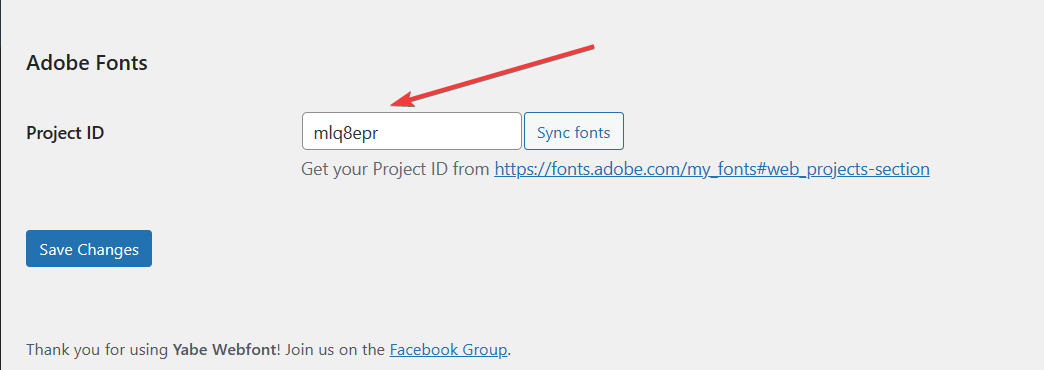 Adobe Fonts
Project ID
mlq8epr
Sync fonts
Get your Project ID from https://fonts.adobe.com/my_fonts#web_projects-section
Save Changes
Thank you for using Yabe Webfont! Join us on the Facebook Group.